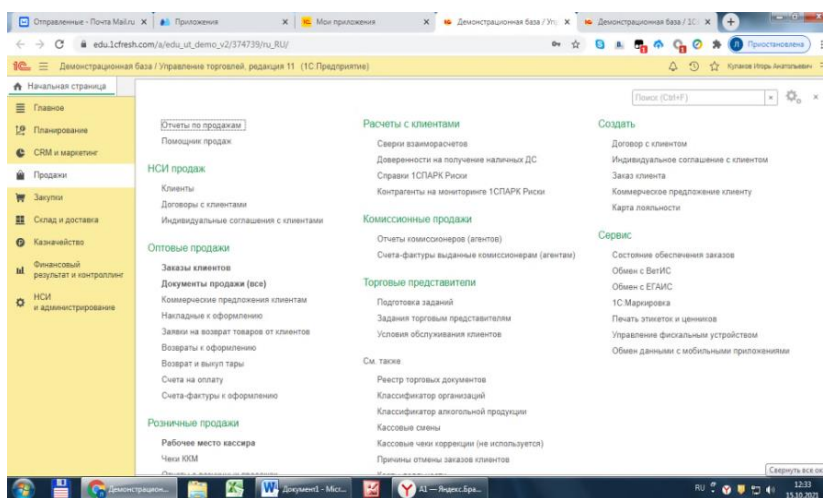 Отправленные - Почта Mail.ru
Приложения
Мои приложения
Демонстрационная база / Упр
Демонстрационная база / 1С:
edu.1cfresh.com/a/edu_ut_demo_v2/374739/ru_RU/
Приостановлена
Демонстрационная база / Управление торговлей, редакция 11 (1С:Предприятие)
Кулаков Игорь Анатольевич
Начальная страница
Поиск (Ctrl+F)
Главное
Планирование
CRM и маркетинг
Продажи
Закупки
Склад и доставка
Казначейство
Финансовый
результат и контроллинг
НСИ
и администрирование
Отчеты по продажам
Помощник продаж
НСИ продаж
Клиенты
Договоры с клиентами
Индивидуальные соглашения с клиентами
Оптовые продажи
Заказы клиентов
Документы продажи (все)
Коммерческие предложения клиентам
Накладные к оформлению
Заявки на возврат товаров от клиентов
Возвраты к оформлению
Возврат и выкуп тары
Счета на оплату
Счета-фактуры к оформлению
Розничные продажи
Рабочее место кассира
Чеки ККМ
Расчеты с клиентами
Сверки взаиморасчетов
Доверенности на получение наличных ДС
Справки 1СПАРК Риски
Контрагенты на мониторинге 1СПАРК Риски
Комиссионные продажи
Отчеты комиссионеров (агентов)
Счета-фактуры выданные комиссионерам (агентам)
Торговые представители
Подготовка заданий
Задания торговым представителям
Условия обслуживания клиентов
См. также
Реестр торговых документов
Классификатор организаций
Классификатор алкогольной продукции
Кассовые смены
Кассовые чеки коррекции (не используется)
Причины отмены заказов клиентов
Создать
Договор с клиентом
Индивидуальное соглашение с клиентом
Заказ клиента
Коммерческое предложение клиенту
Карта лояльности
Сервис
Состояние обеспечения заказов
Обмен с ВетИС
Обмен с ЕГАИС
1С:Маркировка
Печать этикеток и ценников
Управление фискальным устройством
Обмен данными с мобильными приложениями
Свернуть все ок
Демонстрацион...
Документ1 - Micr...
А1 — Яндекс.Бра...
RU
12:33
15.10.2021